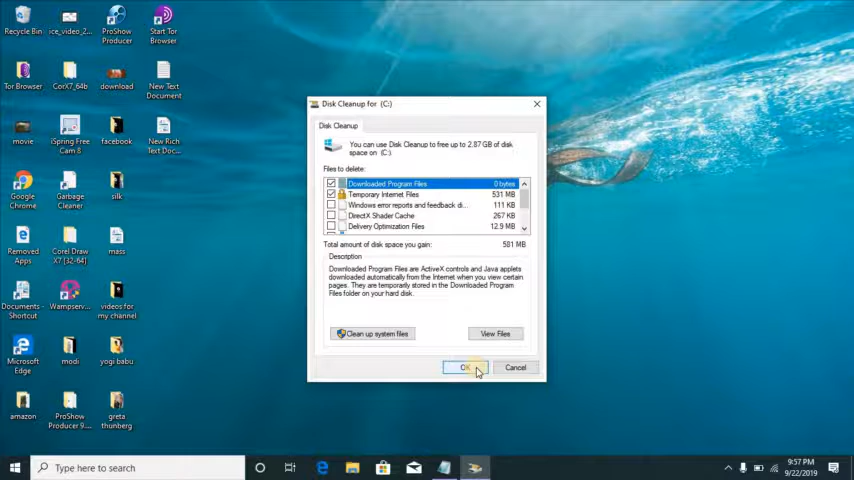 Recycle Bin
ice_video_2...
ProShow
Producer
Start Tor
Browser
Tor Browser
CorX7_64b
download
New Text
Document
movie
iSpring Free
Cam 8
facebook
New Rich
Text Doc...
Google
Chrome
Garbage
Cleaner
silk
Removed
Apps
Corel Draw
X7 [32-64]
mass
Documents -
Shortcut
Wampserv...
videos for
my channel
Microsoft
Edge
modi
yogi babu
amazon
ProShow
Producer 9....
greta
thunberg
Disk Cleanup for (C:)
Disk Cleanup
You can use Disk Cleanup to free up to 2.87 GB of disk
space on (C:).
Files to delete:
Downloaded Program Files 0 bytes
Temporary Internet Files 531 MB
Windows error reports and feedback di... 111 KB
DirectX Shader Cache 267 KB
Delivery Optimization Files 12.9 MB
Total amount of disk space you gain: 581 MB
Description
Downloaded Program Files are ActiveX controls and Java applets
downloaded automatically from the Internet when you view certain
pages. They are temporarily stored in the Downloaded Program
Files folder on your hard disk.
Clean up system files
View Files
OK
Cancel
Type here to search
9:57 PM
9/22/2019